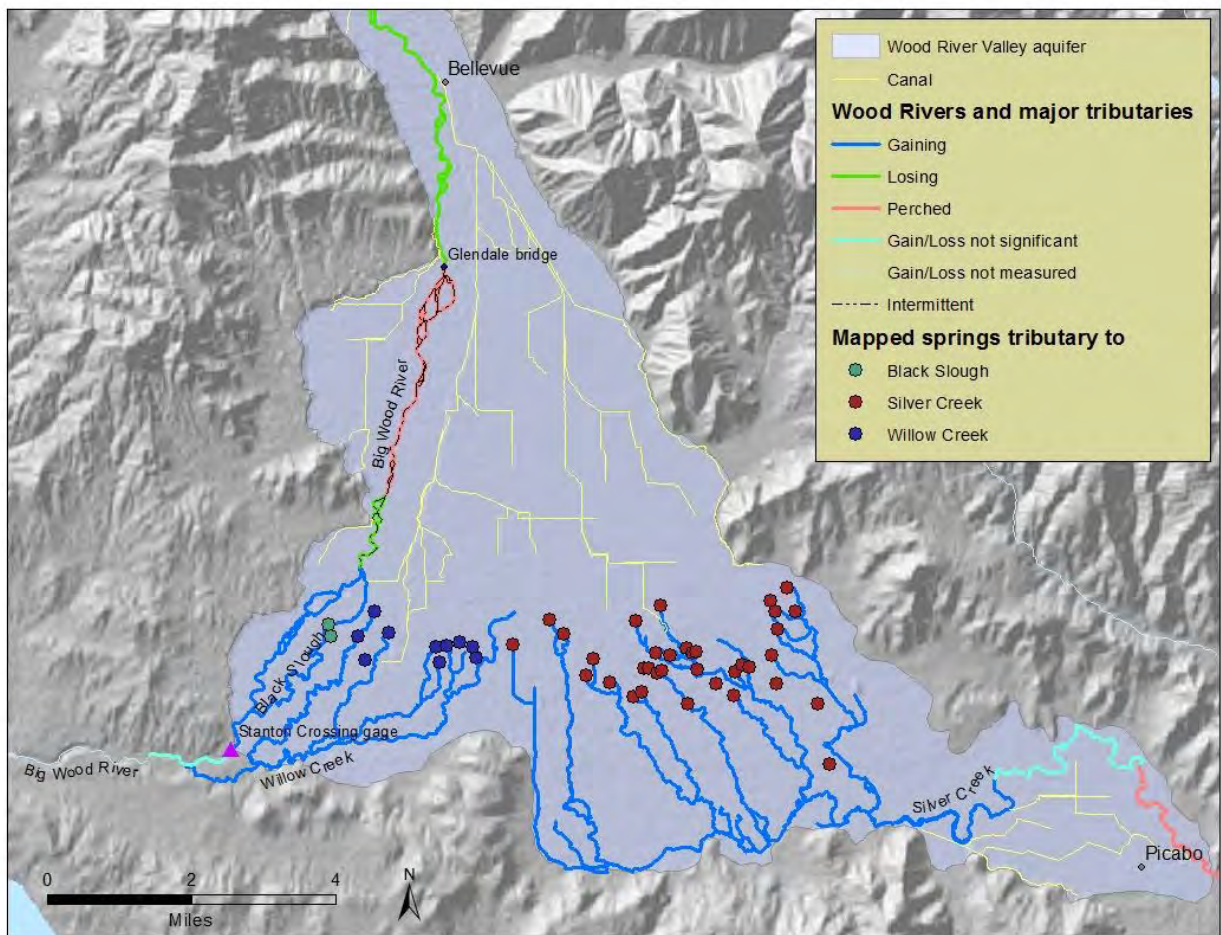 Bellevue
Glendale bridge
Big Wood River
Black Slough
Stanton Crossing gage
Willow Creek
Big Wood River
Silver Creek
Picabo
Wood River Valley aquifer
Canal
Wood Rivers and major tributaries
Gaining
Losing
Perched
Gain/Loss not significant
Gain/Loss not measured
Intermittent
Mapped springs tributary to
Black Slough
Silver Creek
Willow Creek
0 2 4
Miles
N